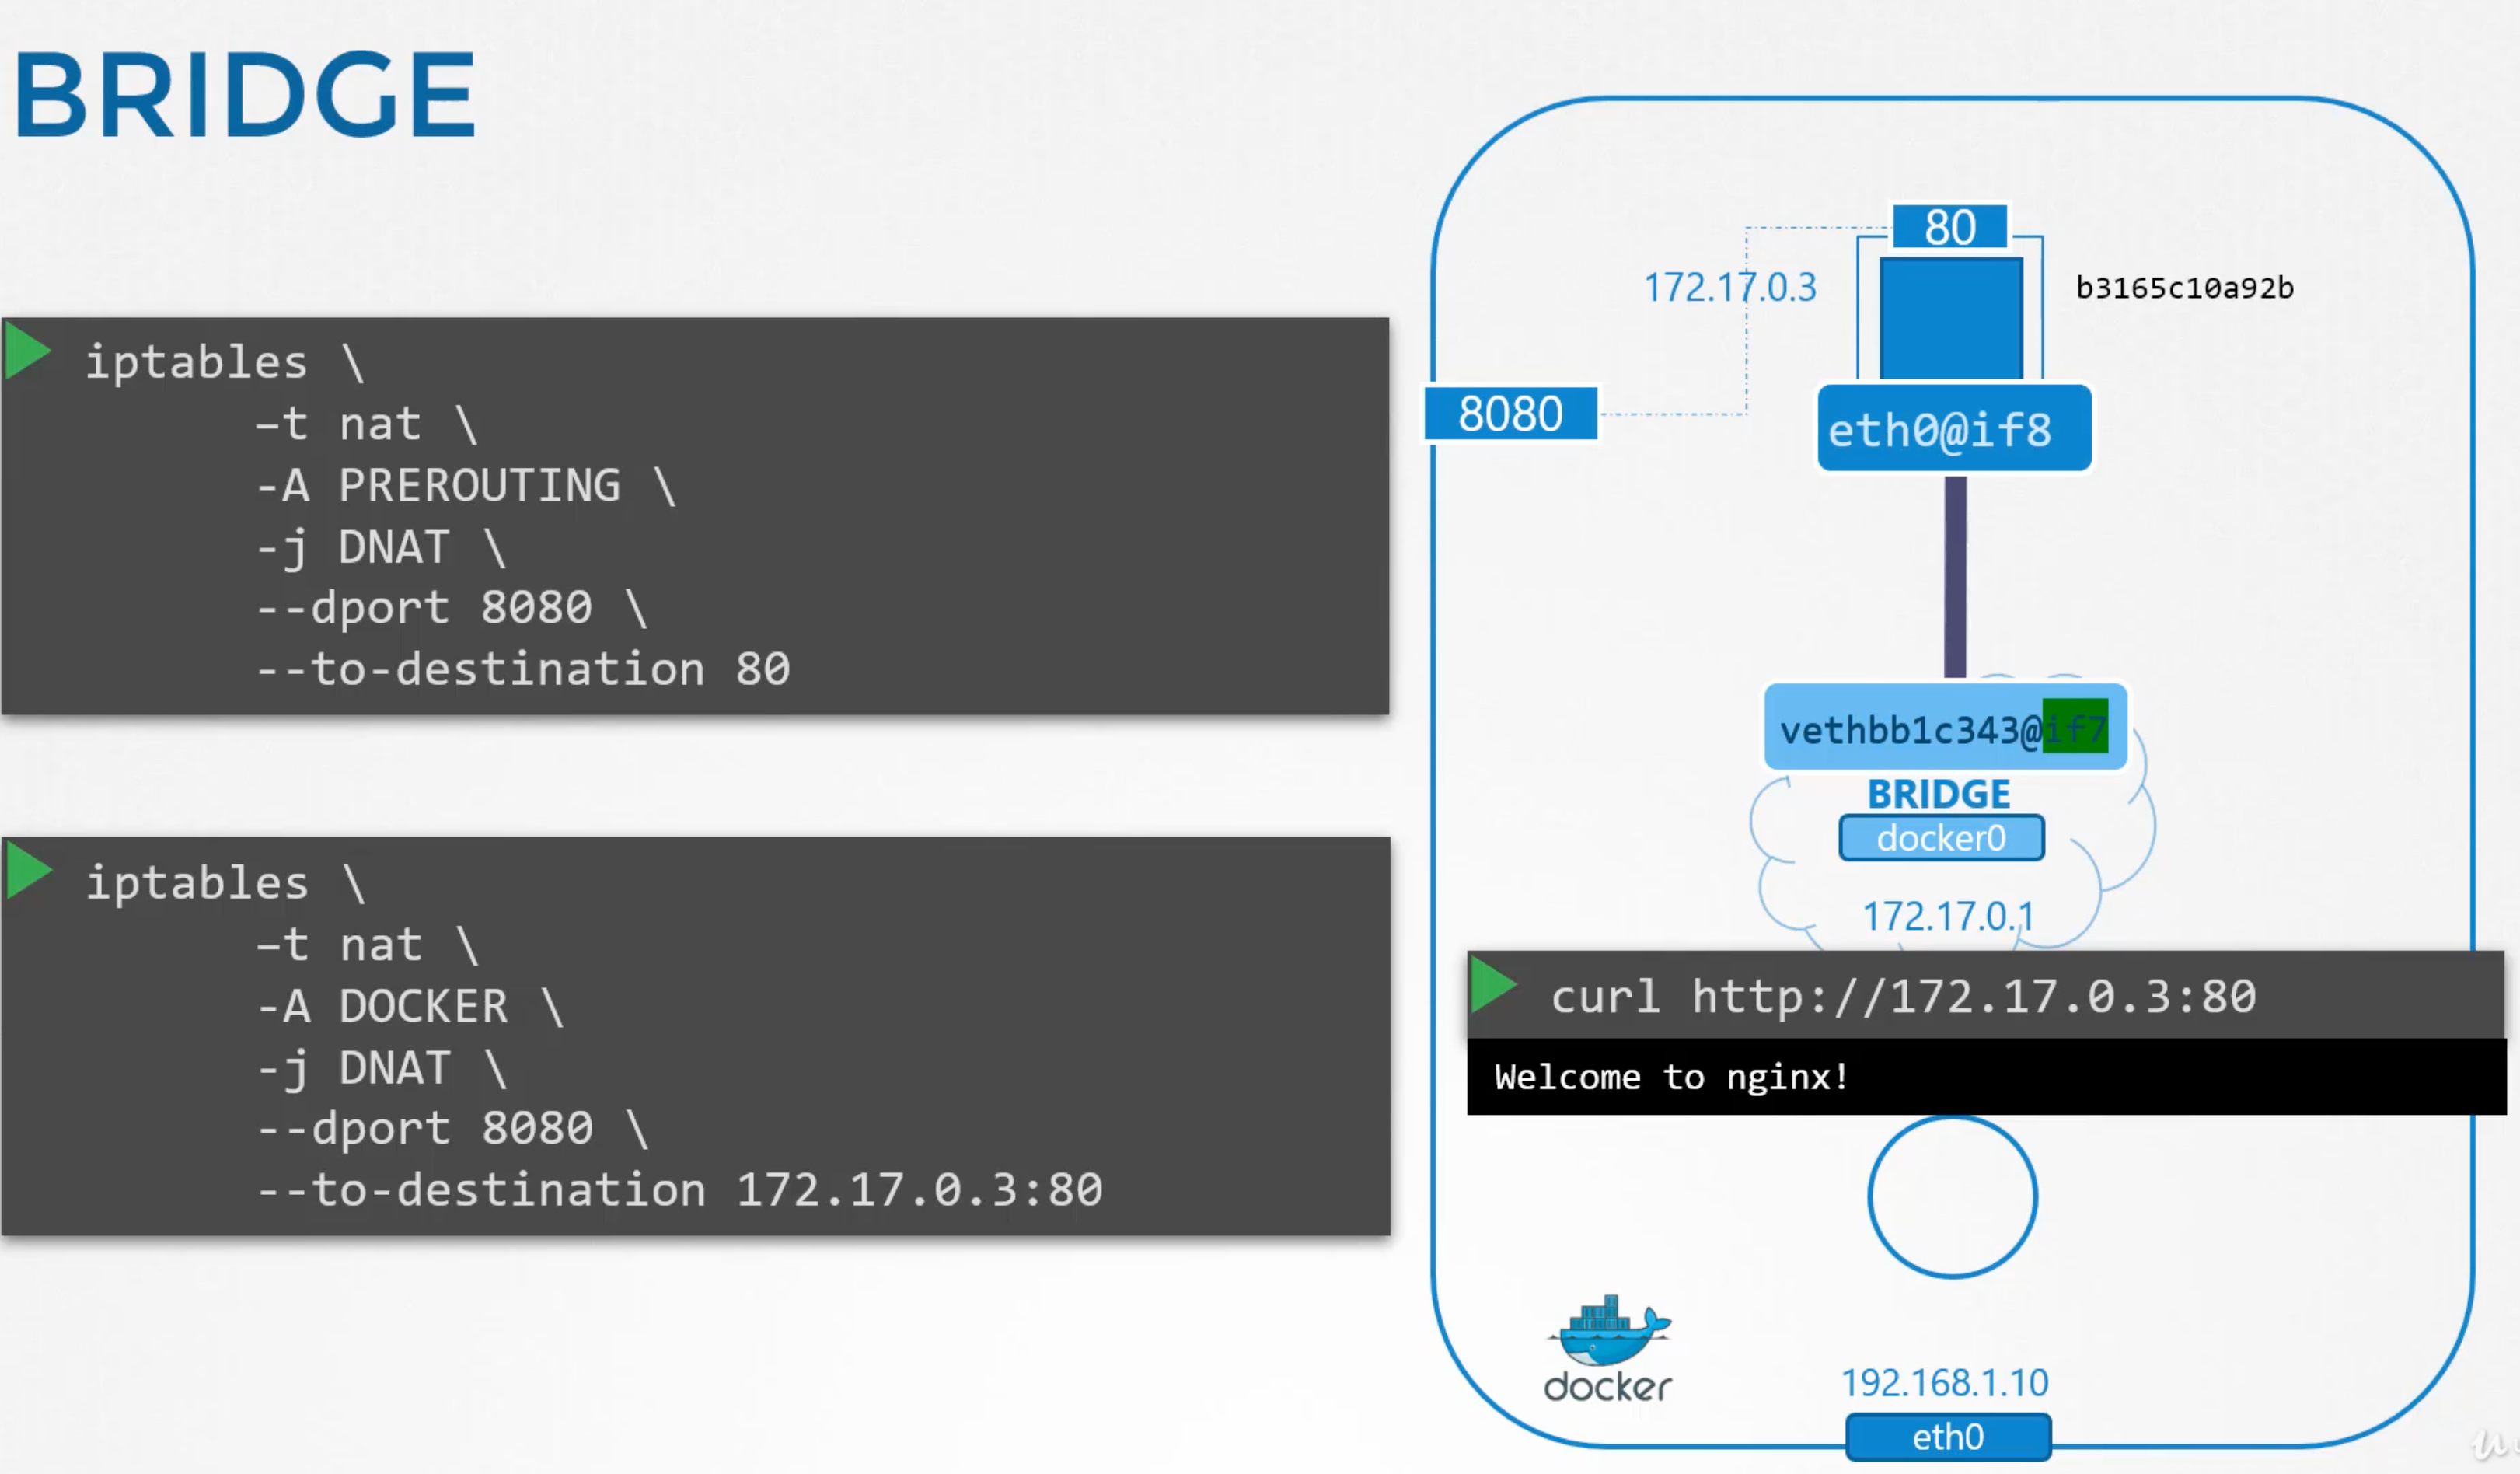 BRIDGE
iptables \
–t nat \
-A PREROUTING \
-j DNAT \
--dport 8080 \
--to-destination 80
iptables \
–t nat \
-A DOCKER \
-j DNAT \
--dport 8080 \
--to-destination 172.17.0.3:80
80
172.17.0.3
b3165c10a92b
8080
eth0@if8
vethbb1c343@if7
BRIDGE
docker0
172.17.0.1
curl http://172.17.0.3:80
Welcome to nginx!
docker
192.168.1.10
eth0